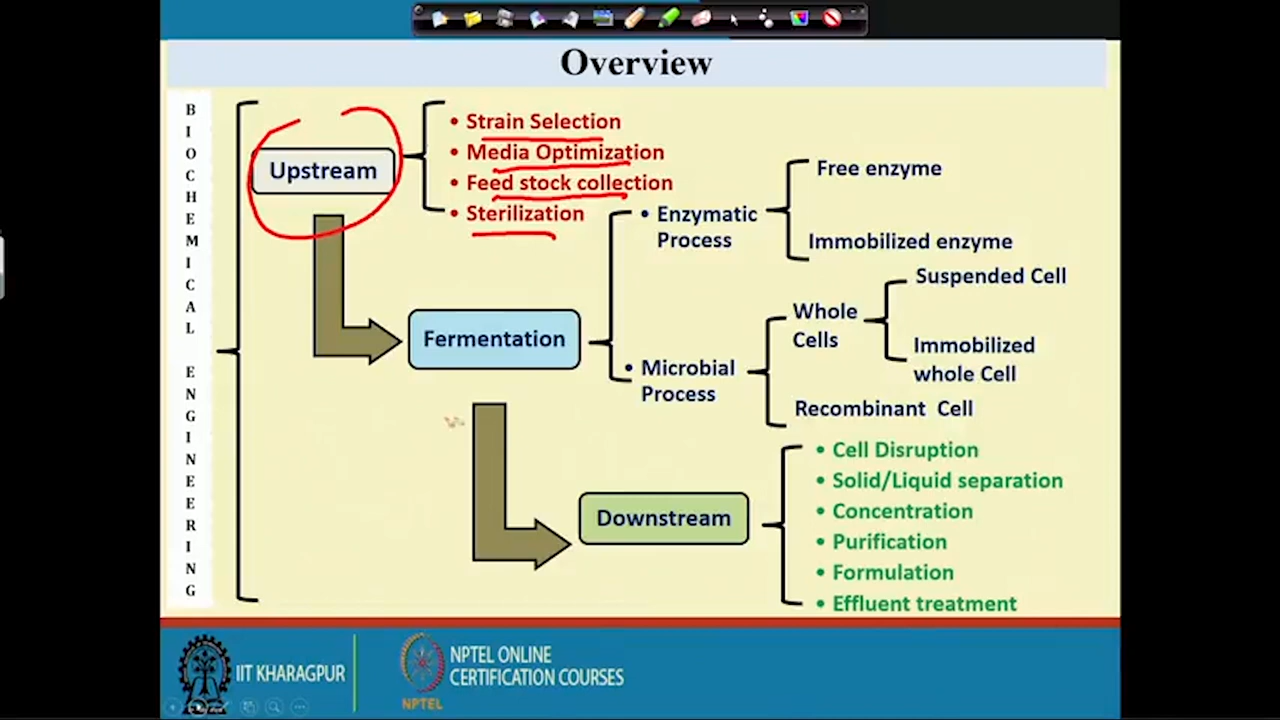 Overview
BIOCHEMICAL ENGINEERING
Upstream
• Strain Selection
• Media Optimization
• Feed stock collection
• Sterilization
Fermentation
• Enzymatic
Process
Free enzyme
Immobilized enzyme
• Microbial
Process
Whole
Cells
Suspended Cell
Immobilized
whole Cell
Recombinant Cell
Downstream
• Cell Disruption
• Solid/Liquid separation
• Concentration
• Purification
• Formulation
• Effluent treatment
IIT KHARAGPUR
NPTEL
NPTEL ONLINE
CERTIFICATION COURSES